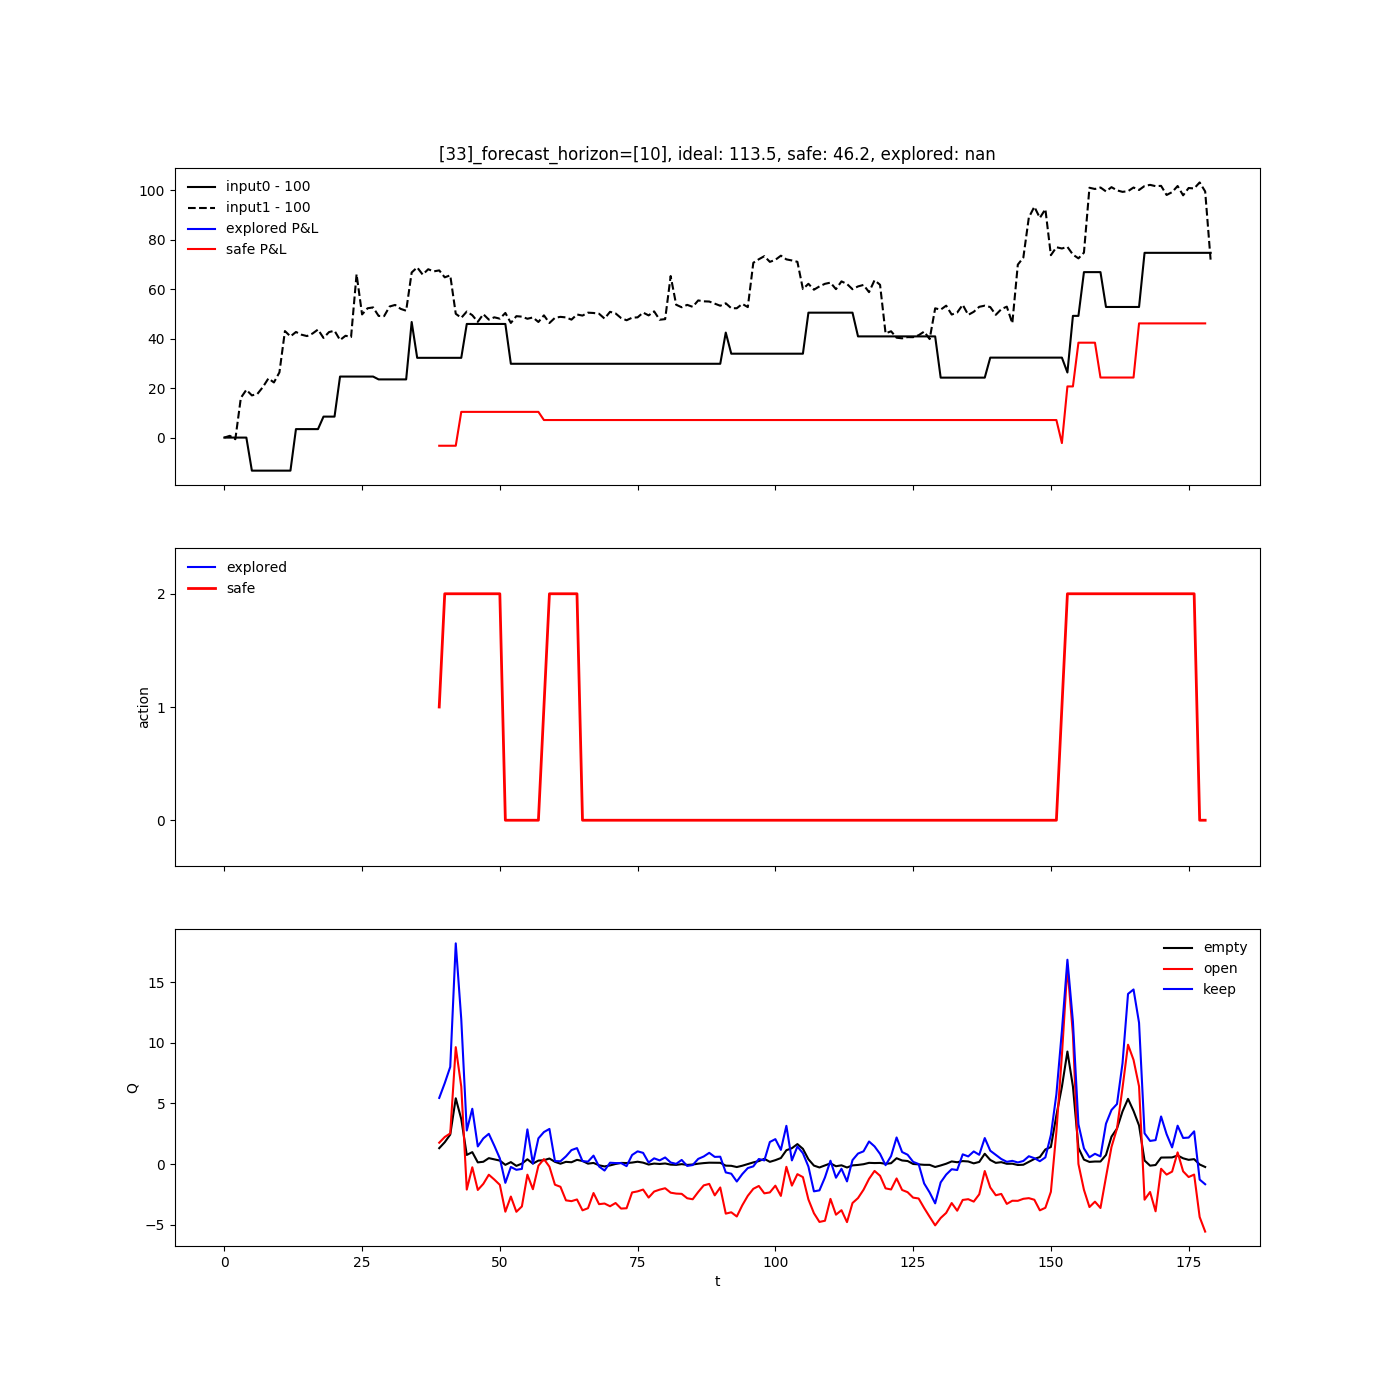 [33]_forecast_horizon=[10], ideal: 113.5, safe: 46.2, explored: nan
input0 - 100
input1 - 100
explored P&L
safe P&L
100
80
60
40
20
0
explored
safe
action
2
1
0
empty
open
keep
Q
15
10
5
0
−5
0 25 50 75 100 125 150 175
t